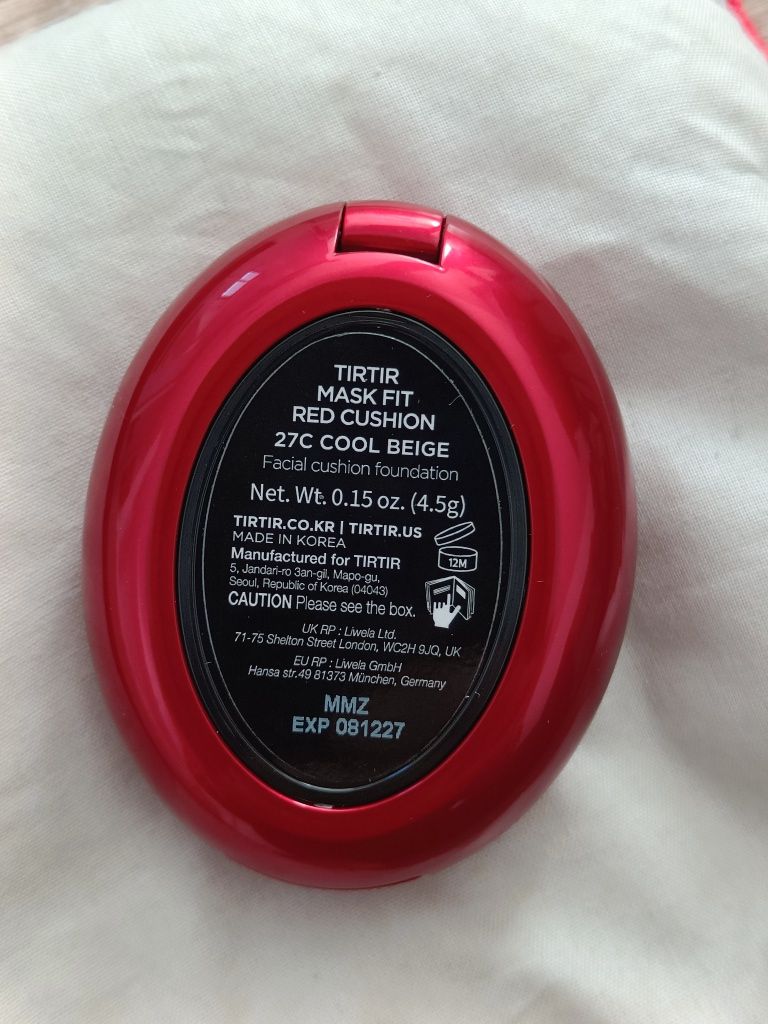 TIRTIR
MASK FIT
RED CUSHION
27C COOL BEIGE
Facial cushion foundation
Net. Wt. 0.15 oz. (4.5g)
TIRTIR.CO.KR | TIRTIR.US
MADE IN KOREA
Manufactured for TIRTIR
5, Jandari-ro 3an-gil, Mapo-gu,
Seoul, Republic of Korea (04043)
CAUTION Please see the box.
12M
UK RP : Liwela Ltd.
71-75 Shelton Street London, WC2H 9JQ, UK
EU RP : Liwela GmbH
Hansa str.49 81373 München, Germany
MMZ
EXP 081227